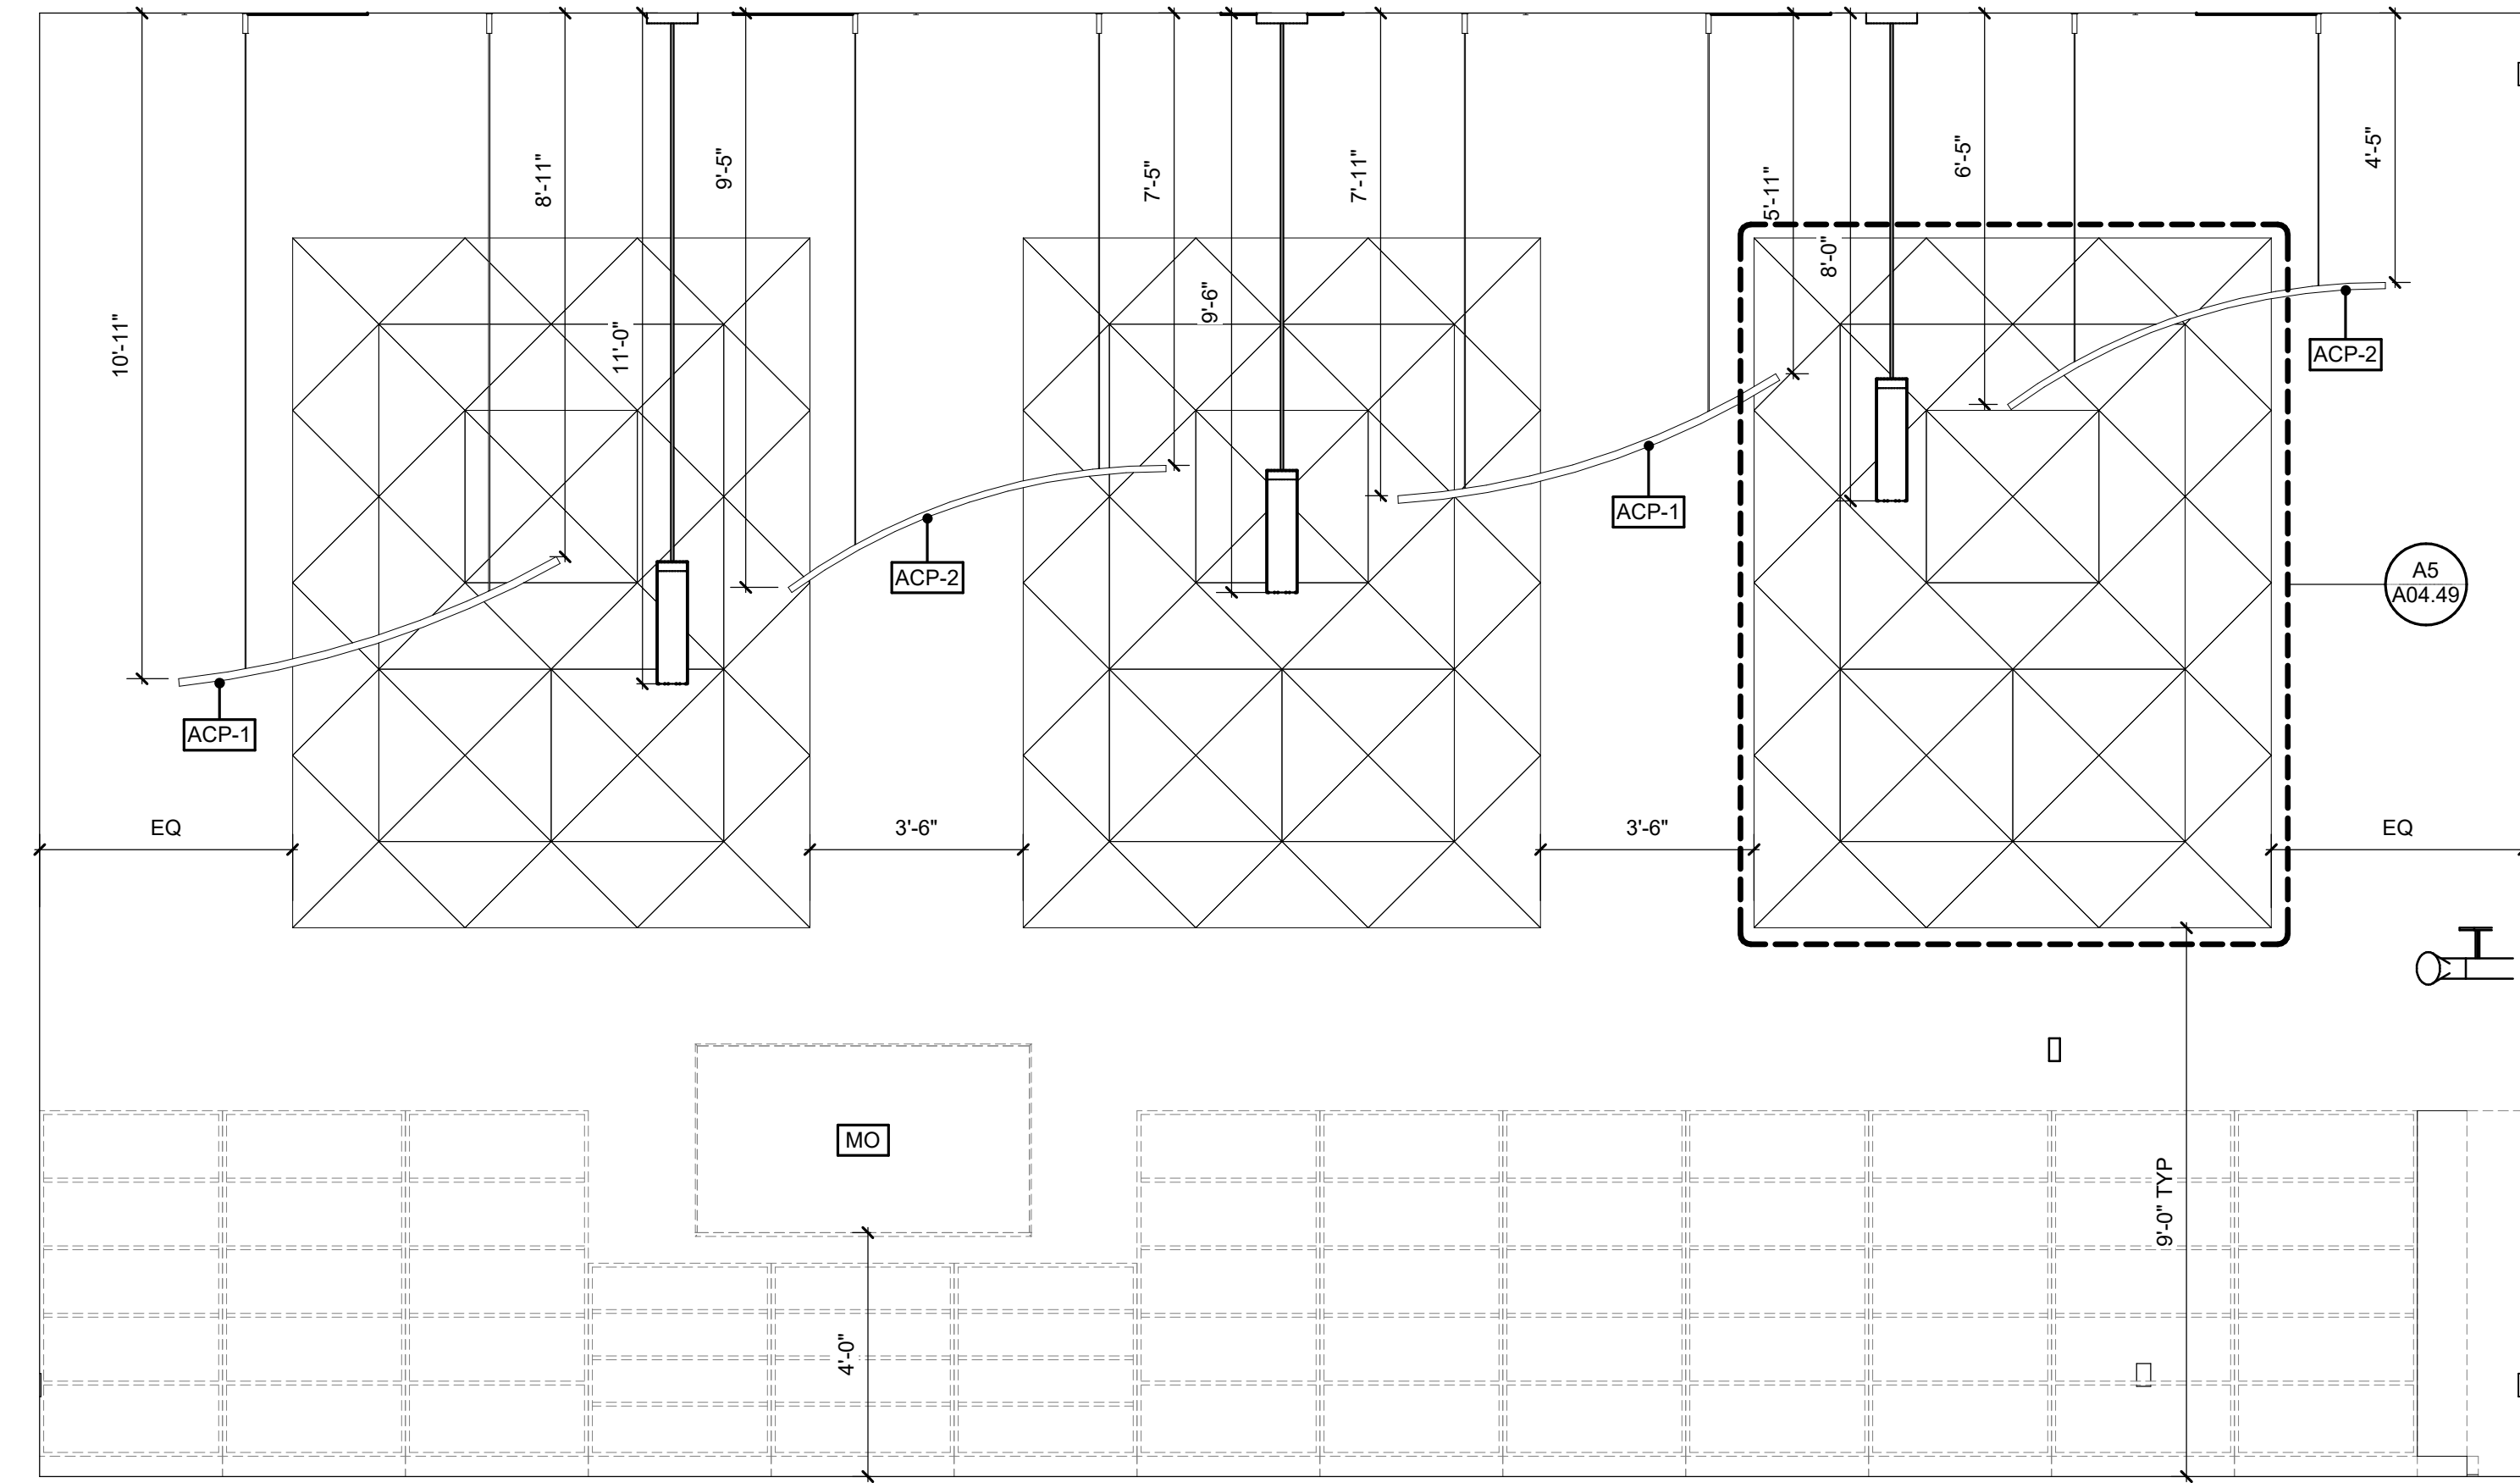 10'-11"
8'-11"
11'-0"
9'-5"
7'-5"
9'-6"
7'-11"
5'-11"
8'-0"
6'-5"
4'-5"
ACP-2
ACP-1
ACP-2
ACP-1
A5
A04.49
EQ
3'-6"
3'-6"
EQ
MO
4'-0"
9'-0" TYP